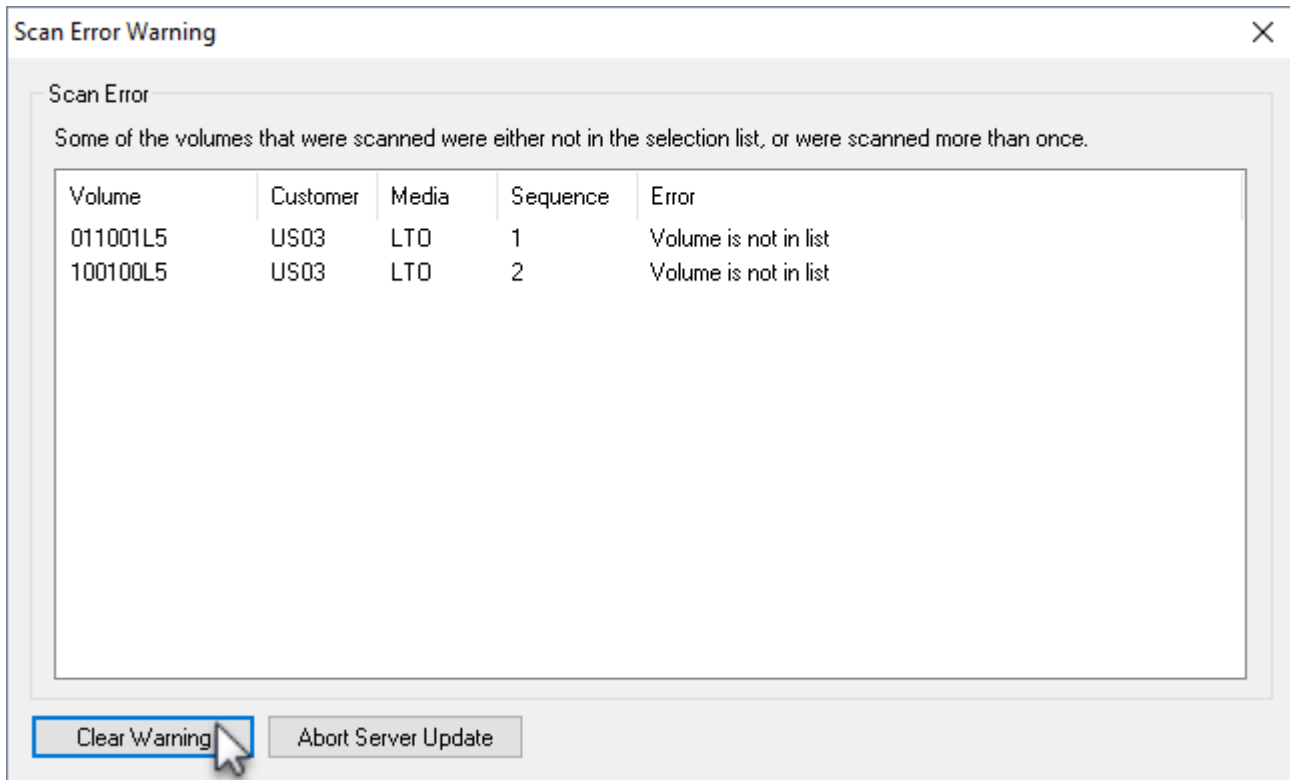 Scan Error Warning
Scan Error
Some of the volumes that were scanned were either not in the selection list, or were scanned more than once.
Volume Customer Media Sequence Error
011001L5 US03 LTO 1 Volume is not in list
100100L5 US03 LTO 2 Volume is not in list
Clear Warning Abort Server Update